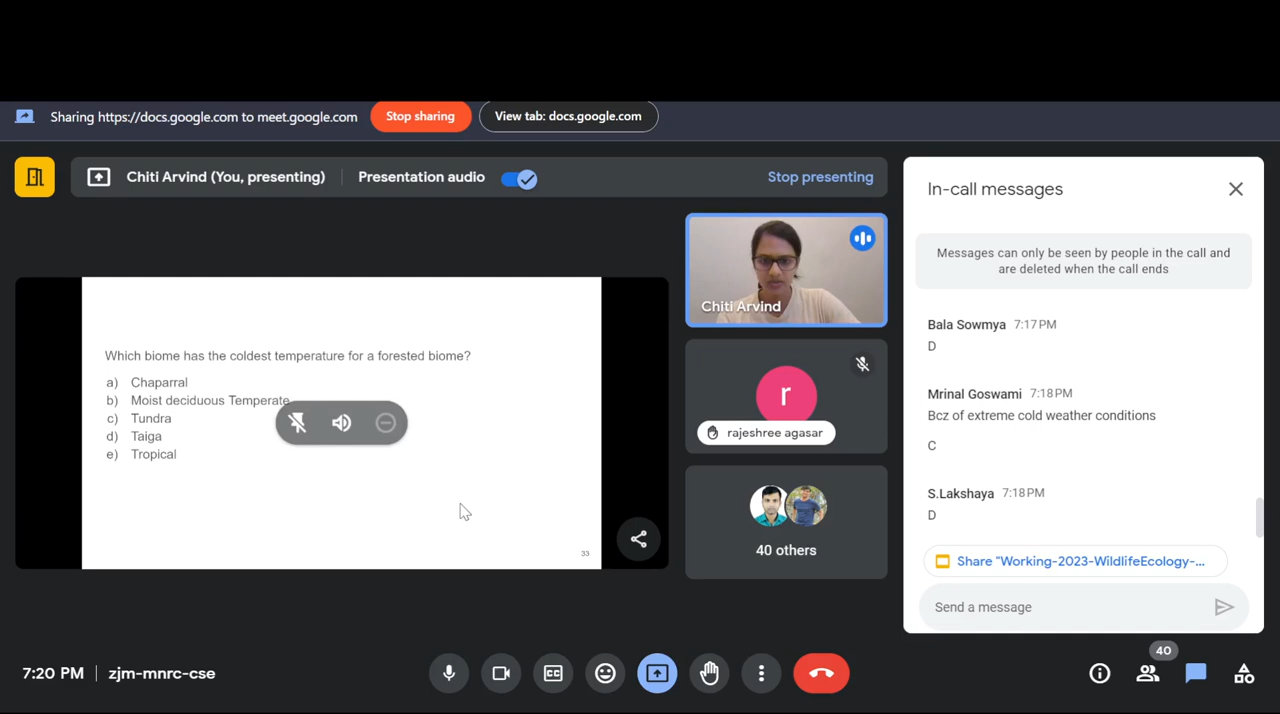 Sharing https://docs.google.com to meet.google.com
Stop sharing
View tab: docs.google.com
Chiti Arvind (You, presenting)
Presentation audio
Stop presenting
Which biome has the coldest temperature for a forested biome?
a) Chaparral
b) Moist deciduous Temperate
c) Tundra
d) Taiga
e) Tropical
33
Chiti Arvind
r
rajeshree agasar
40 others
In-call messages
Messages can only be seen by people in the call and
are deleted when the call ends
Bala Sowmya 7:17 PM
D
Mrinal Goswami 7:18 PM
Bcz of extreme cold weather conditions
C
S.Lakshaya 7:18 PM
D
Share "Working-2023-WildlifeEcology-...
Send a message
7:20 PM | zjm-mnrc-cse
CC
40